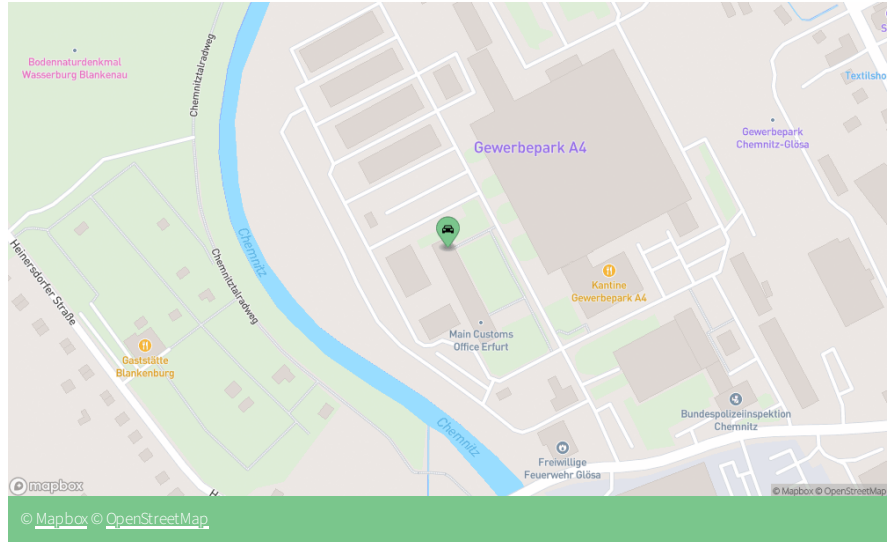 Bodennaturdenkmal
Wasserburg Blankenau
Chemnitztalradweg
Gewerbepark A4
Textilsho
Gewerbepark
Chemnitz-Glösa
Heinersdorfer Straße
Chemnitz
Chemnitztalradweg
Kantine
Gewerbepark A4
Main Customs
Office Erfurt
Gaststätte
Blankenburg
Bundespolizeiinspektion
Chemnitz
Chemnitz
Freiwillige
Feuerwehr Glösa
mapbox
© Mapbox © OpenStreetMap
© Mapbox © OpenStreetMap